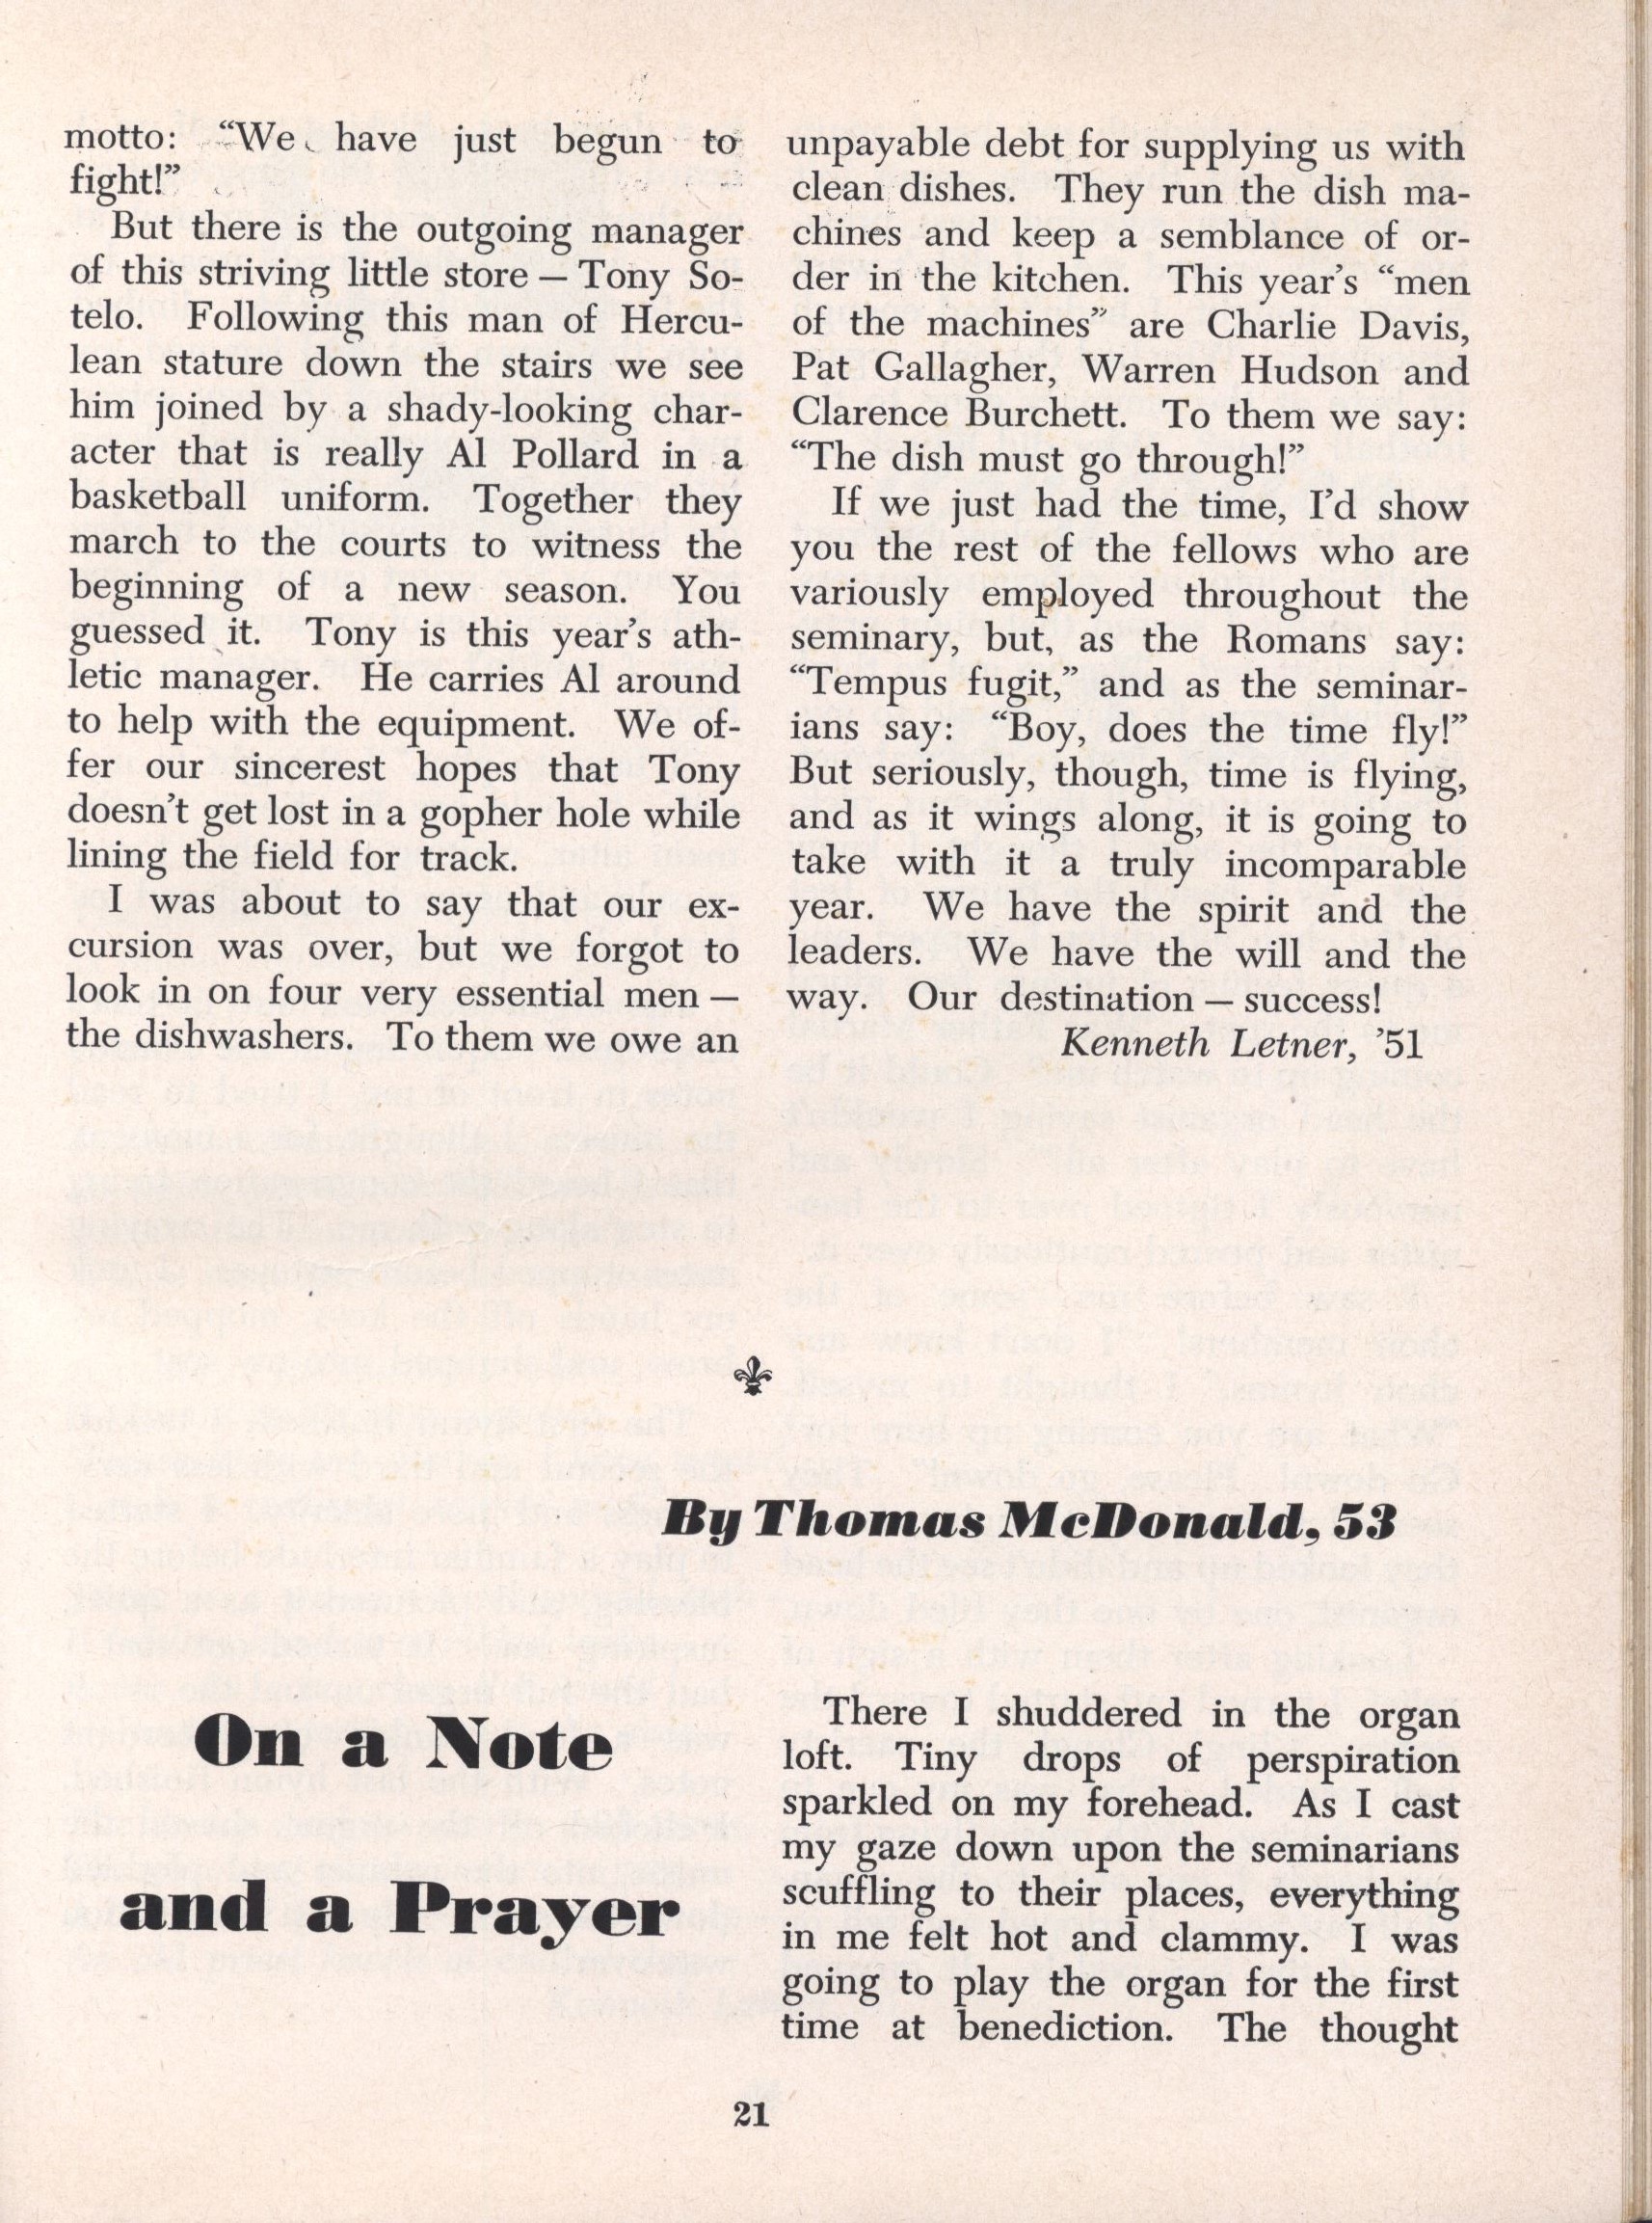 motto: “We have just begun to
fight!”
But there is the outgoing manager
of this striving little store — Tony So-
telo. Following this man of Hercu-
lean stature down the stairs we see
him joined by a shady-looking char-
acter that is really Al Pollard in a
basketball uniform. Together they
march to the courts to witness the
beginning of a new season. You
guessed it. Tony is this year’s ath-
letic manager. He carries Al around
to help with the equipment. We of-
fer our sincerest hopes that Tony
doesn’t get lost in a gopher hole while
lining the field for track.
I was about to say that our ex-
cursion was over, but we forgot to
look in on four very essential men —
the dishwashers. To them we owe an
unpayable debt for supplying us with
clean dishes. They run the dish ma-
chines and keep a semblance of or-
der in the kitchen. This year’s “men
of the machines” are Charlie Davis,
Pat Gallagher, Warren Hudson and
Clarence Burchett. To them we say:
“The dish must go through!”
If we just had the time, I’d show
you the rest of the fellows who are
variously employed throughout the
seminary, but, as the Romans say:
“Tempus fugit,” and as the seminar-
ians say: “Boy, does the time fly!”
But seriously, though, time is flying,
and as it wings along, it is going to
take with it a truly incomparable
year. We have the spirit and the
leaders. We have the will and the
way. Our destination — success!
Kenneth Letner, ’51
By Thomas McDonald, 53
On a Note
and a Prayer
There I shuddered in the organ
loft. Tiny drops of perspiration
sparkled on my forehead. As I cast
my gaze down upon the seminarians
scuffling to their places, everything
in me felt hot and clammy. I was
going to play the organ for the first
time at benediction. The thought
21